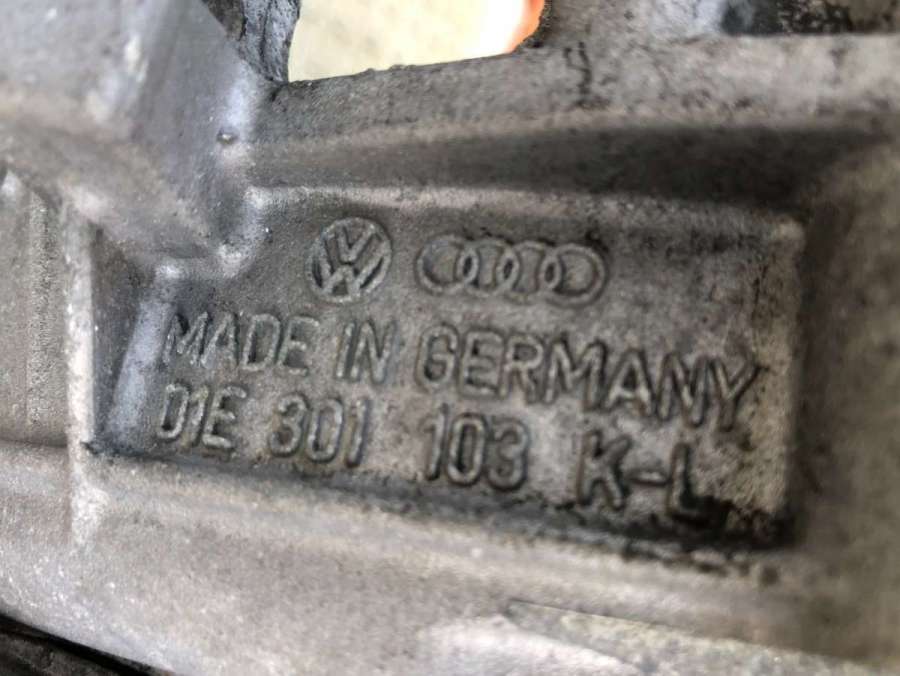 MADE IN GERMANY
01E 301 103 K-L